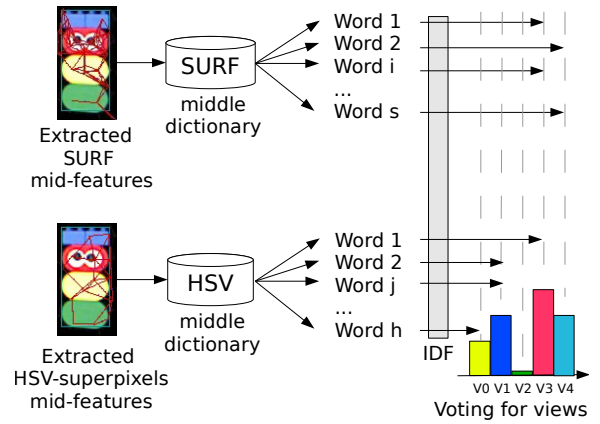 Extracted
SURF
mid-features
SURF
middle
dictionary
Word 1
Word 2
Word i
...
Word s
Extracted
HSV-superpixels
mid-features
HSV
middle
dictionary
Word 1
Word 2
Word j
...
Word h
IDF
V0 V1 V2 V3 V4
Voting for views